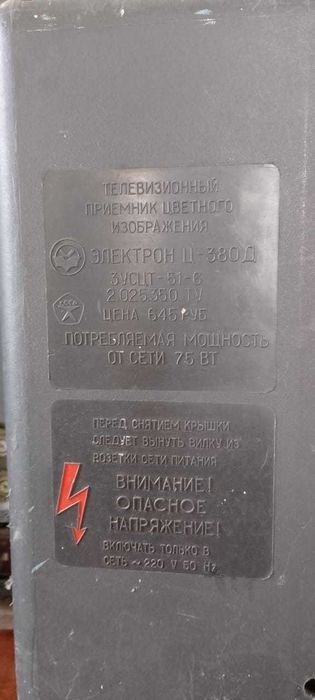 ТЕЛЕВИЗИОННЫЙ
ПРИЕМНИК ЦВЕТНОГО
ИЗОБРАЖЕНИЯ
ЭЛЕКТРОН Ц-380Д
3УСЦТ-51-6
2.025.350 ТУ
ЦЕНА 645 РУБ
ПОТРЕБЛЯЕМАЯ МОЩНОСТЬ
ОТ СЕТИ 75 ВТ
ПЕРЕД СНЯТИЕМ КРЫШКИ
СЛЕДУЕТ ВЫНУТЬ ВИЛКУ ИЗ
РОЗЕТКИ СЕТИ ПИТАНИЯ
ВНИМАНИЕ!
ОПАСНОЕ
НАПРЯЖЕНИЕ!
ВКЛЮЧАТЬ ТОЛЬКО В
СЕТЬ ~ 220 V 50 Hz